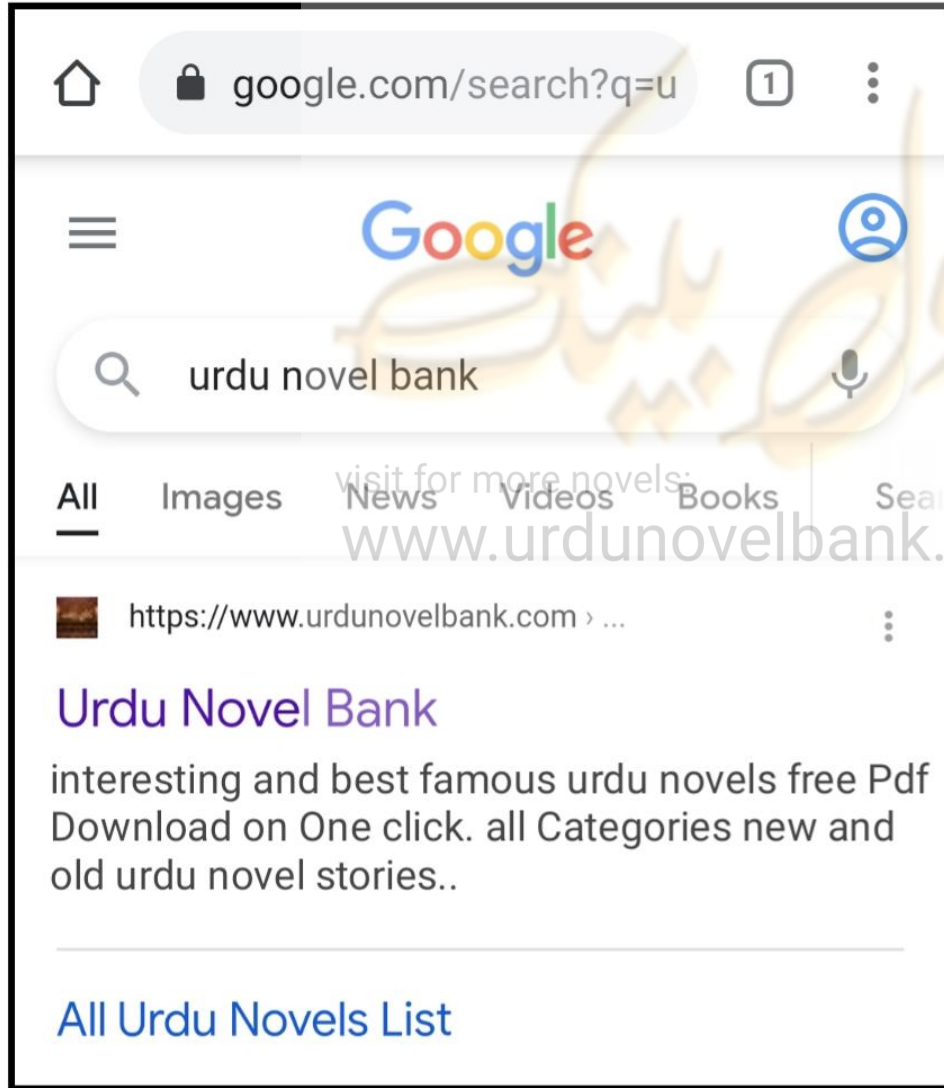 google.com/search?q=u
1
Google
urdu novel bank
All Images News Videos Books Sea
visit for more novels:
www.urdunovelbank.
https://www.urdunovelbank.com › ...
Urdu Novel Bank
interesting and best famous urdu novels free Pdf
Download on One click. all Categories new and
old urdu novel stories..
All Urdu Novels List